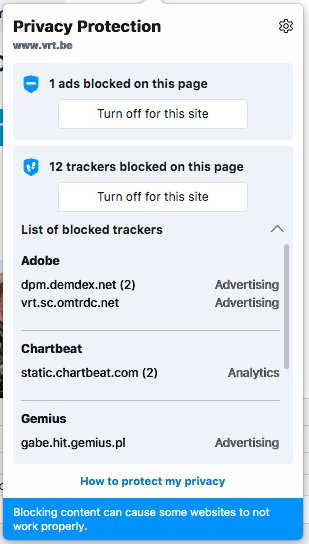 Privacy Protection
www.vrt.be
1 ads blocked on this page
Turn off for this site
12 trackers blocked on this page
Turn off for this site
List of blocked trackers
Adobe
dpm.demdex.net (2) Advertising
vrt.sc.omtrdc.net Advertising
Chartbeat
static.chartbeat.com (2) Analytics
Gemius
gabe.hit.gemius.pl Advertising
How to protect my privacy
Blocking content can cause some websites to not
work properly.